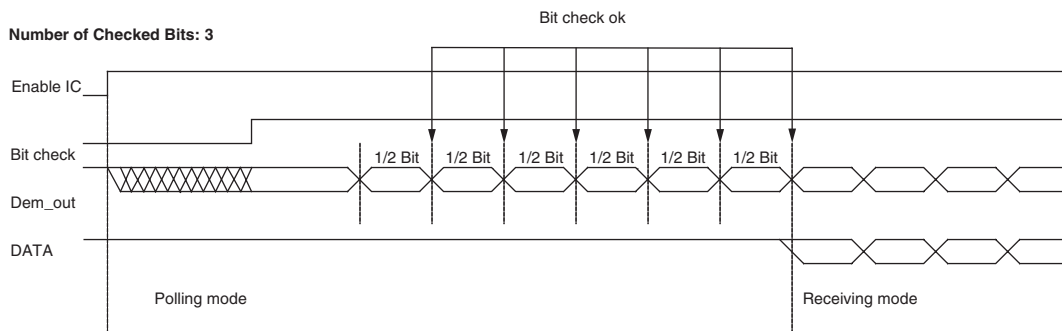 Bit check ok
Number of Checked Bits: 3
Enable IC
Bit check
1/2 Bit 1/2 Bit 1/2 Bit 1/2 Bit 1/2 Bit 1/2 Bit
Dem_out
DATA
Polling mode Receiving mode